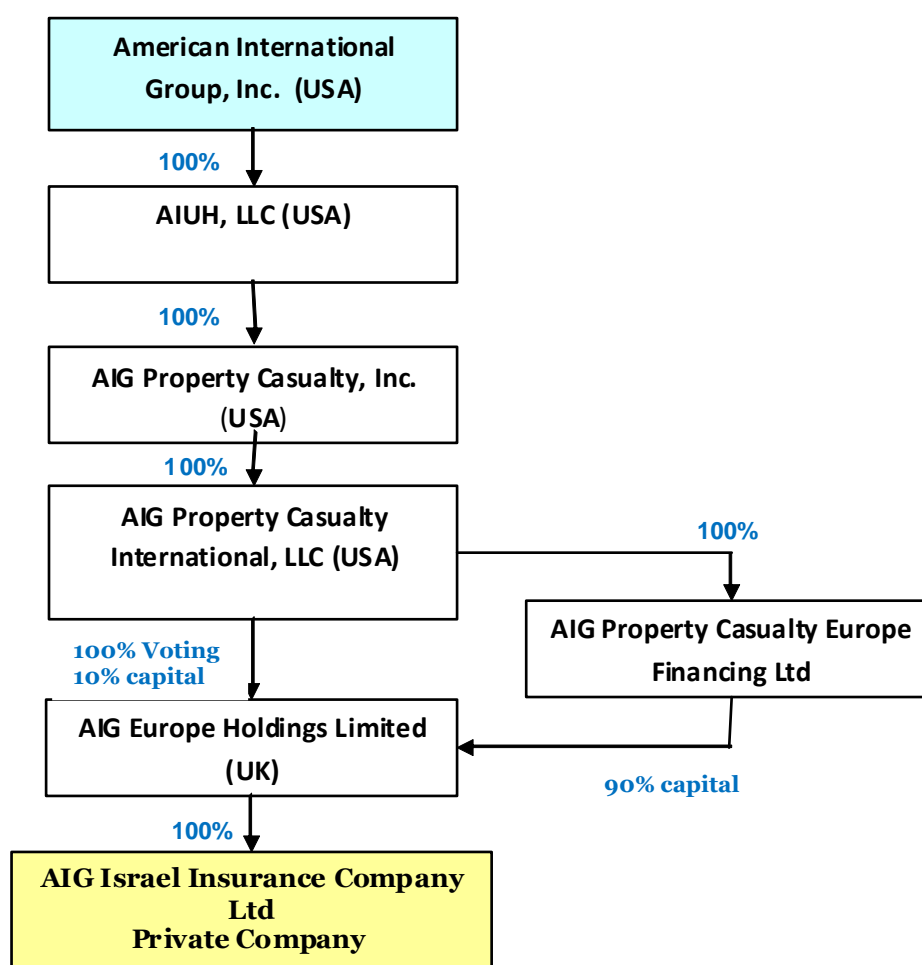 American International
Group, Inc. (USA)
100%
AIUH, LLC (USA)
100%
AIG Property Casualty, Inc.
(USA)
100%
AIG Property Casualty
International, LLC (USA)
100%
AIG Property Casualty Europe
Financing Ltd
100% Voting
10% capital
AIG Europe Holdings Limited
(UK)
90% capital
100%
AIG Israel Insurance Company
Ltd
Private Company